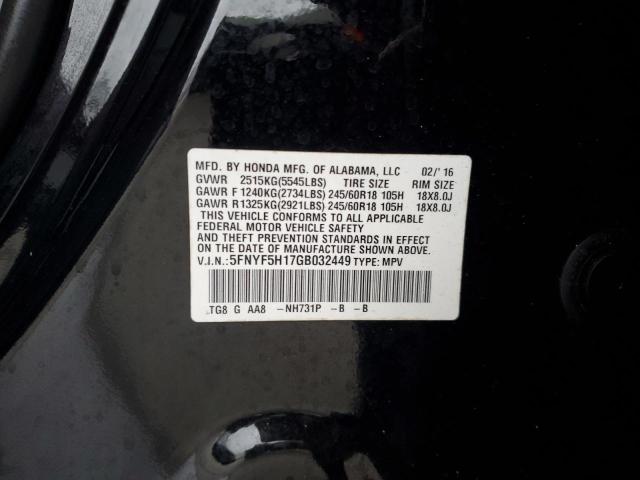 MFD. BY HONDA MFG. OF ALABAMA, LLC 02/' 16
GVWR 2515KG(5545LBS) TIRE SIZE RIM SIZE
GAWR F 1240KG(2734LBS) 245/60R18 105H 18X8.0J
GAWR R1325KG(2921LBS) 245/60R18 105H 18X8.0J
THIS VEHICLE CONFORMS TO ALL APPLICABLE
FEDERAL MOTOR VEHICLE SAFETY
AND THEFT PREVENTION STANDARDS IN EFFECT
ON THE DATE OF MANUFACTURE SHOWN ABOVE.
V.I.N.: 5FNYF5H17GB032449 TYPE: MPV
TG8 G AA8 -NH731P -B -B